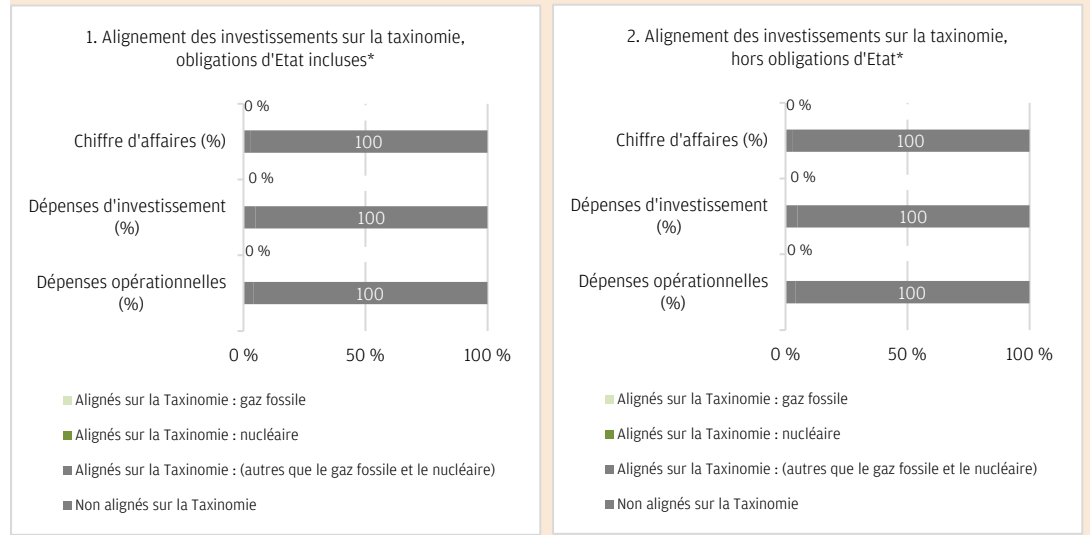 1. Alignement des investissements sur la taxinomie,
obligations d'Etat incluses*
0 %
Chiffre d'affaires (%)
100
0 %
Dépenses d'investissement
(%)
100
0 %
Dépenses opérationnelles
(%)
100
0 %
50 %
100 %
Alignés sur la Taxinomie : gaz fossile
Alignés sur la Taxinomie : nucléaire
Alignés sur la Taxinomie : (autres que le gaz fossile et le nucléaire)
Non alignés sur la Taxinomie
2. Alignement des investissements sur la taxinomie,
hors obligations d'Etat*
0 %
Chiffre d'affaires (%)
100
0 %
Dépenses d'investissement
(%)
100
0 %
Dépenses opérationnelles
(%)
100
0 %
50 %
100 %
Alignés sur la Taxinomie : gaz fossile
Alignés sur la Taxinomie : nucléaire
Alignés sur la Taxinomie : (autres que le gaz fossile et le nucléaire)
Non alignés sur la Taxinomie